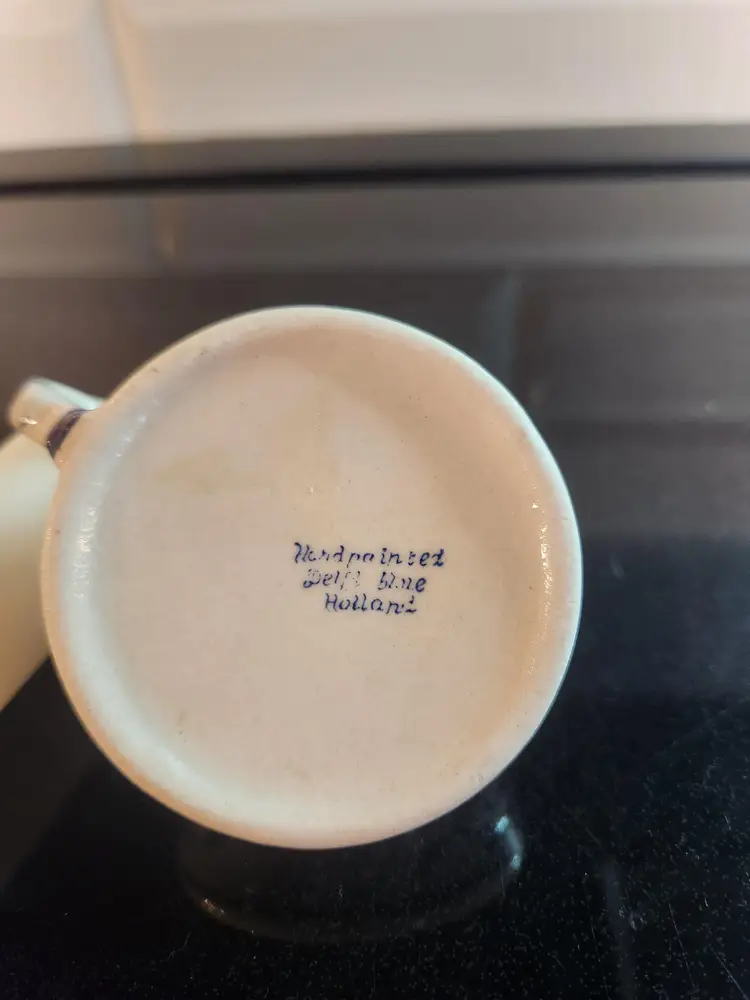 Handpainted
Delft blue
Holland